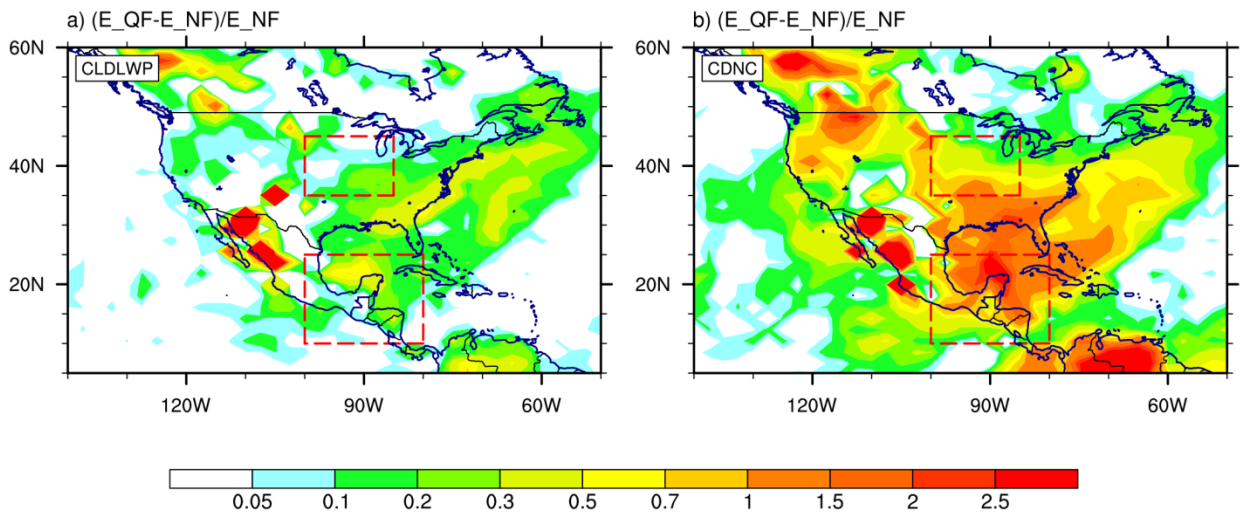 a) (E_QF-E_NF)/E_NF
b) (E_QF-E_NF)/E_NF
60N
CLDLWP
40N
20N
120W 90W 60W
60N
CDNC
40N
20N
120W 90W 60W
0.05 0.1 0.2 0.3 0.5 0.7 1 1.5 2 2.5